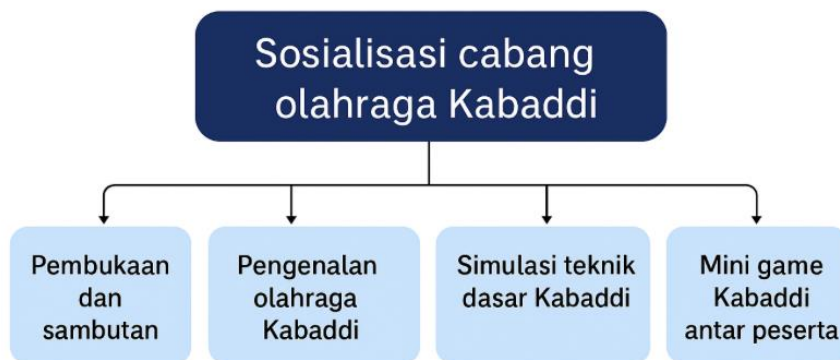 Sosialisasi cabang
olahraga Kabaddi
Pembukaan
dan
sambutan
Pengenalan
olahraga
Kabaddi
Simulasi teknik
dasar Kabaddi
Mini game
Kabaddi
antar peserta